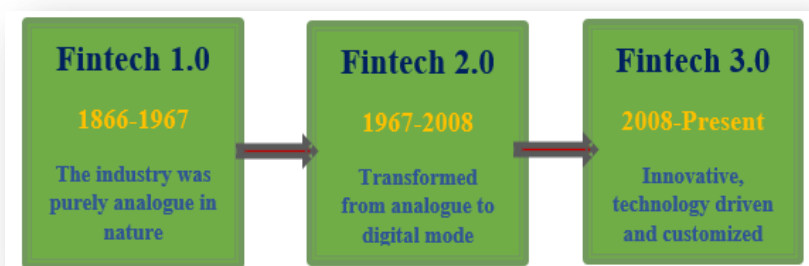 Fintech 1.0
1866-1967
The industry was
purely analogue in
nature
Fintech 2.0
1967-2008
Transformed
from analogue to
digital mode
Fintech 3.0
2008-Present
Innovative,
technology driven
and customized